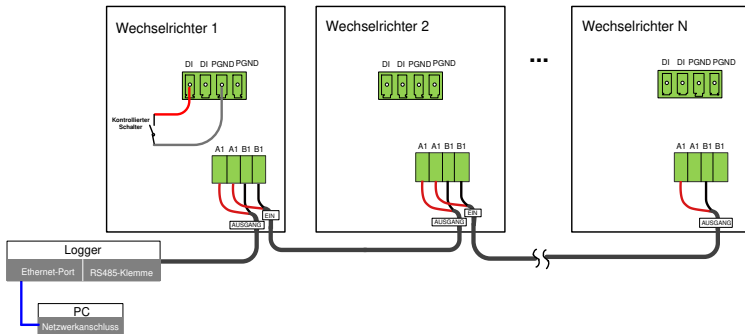 Wechselrichter 1
DI DI PGND PGND
Kontrollierter
Schalter
A1 A1 B1 B1
EIN
AUSGANG
Wechselrichter 2
DI DI PGND PGND
A1 A1 B1 B1
EIN
AUSGANG
...
Wechselrichter N
DI DI PGND PGND
A1 A1 B1 B1
AUSGANG
Logger
Ethernet-Port RS485-Klemme
PC
Netzwerkanschluss